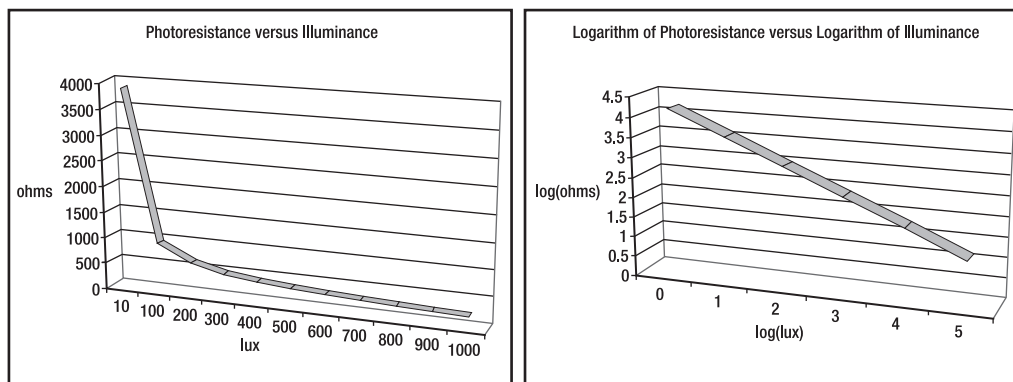 Photoresistance versus Illuminance
4000
3500
3000
2500
2000
1500
1000
500
0
ohms
10 100 200 300 400 500 600 700 800 900 1000
lux
Logarithm of Photoresistance versus Logarithm of Illuminance
4.5
4
3.5
3
2.5
2
1.5
1
0.5
0
log(ohms)
0 1 2 3 4 5
log(lux)